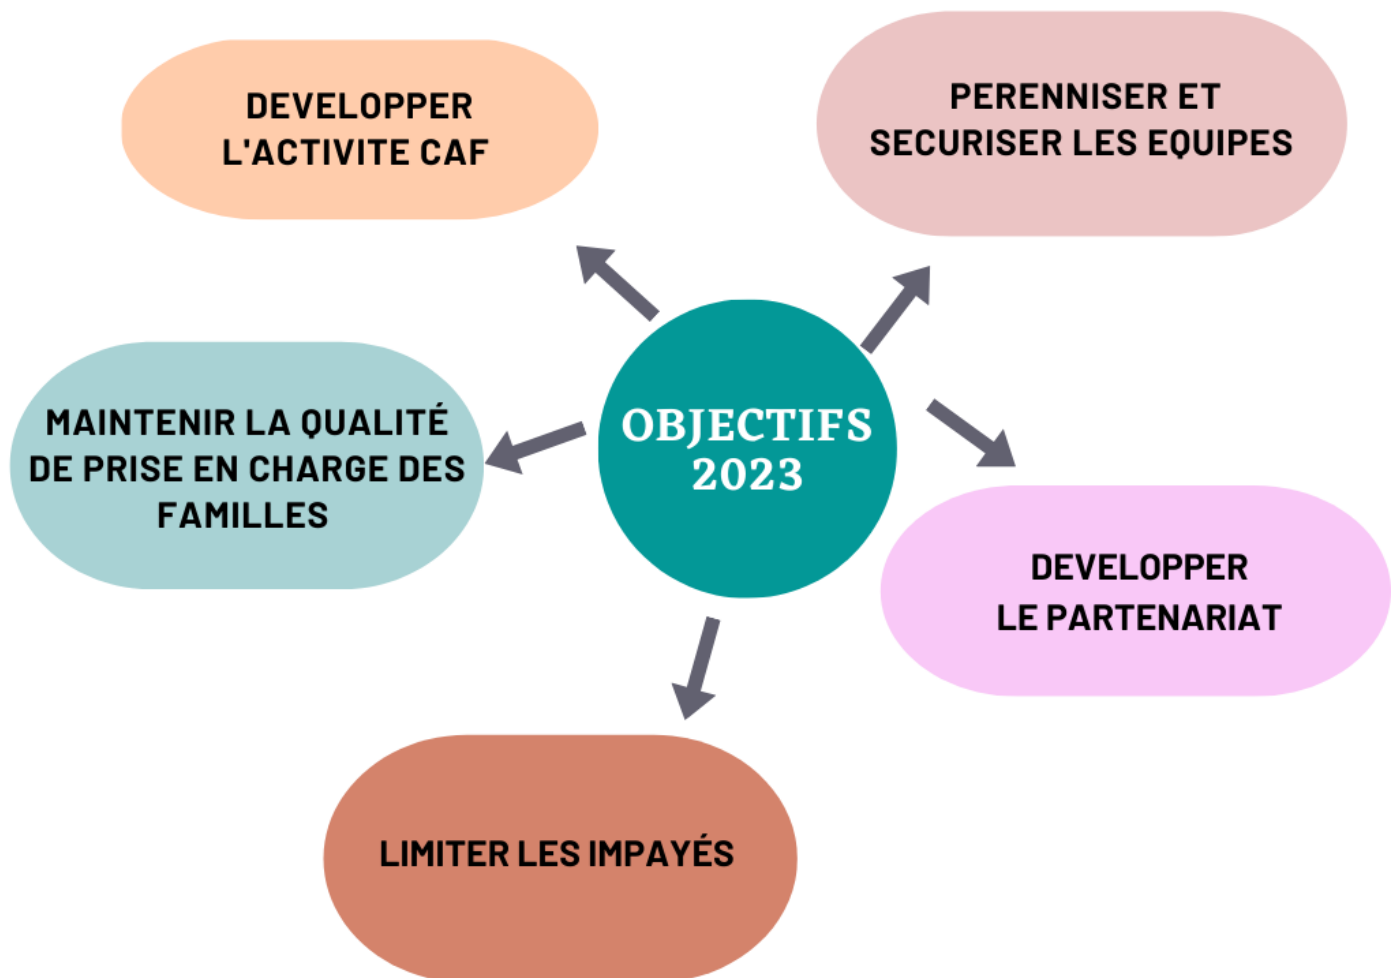 DEVELOPPER
L'ACTIVITE CAF
PERENNISER ET
SECURISER LES EQUIPES
OBJECTIFS
2023
MAINTENIR LA QUALITÉ
DE PRISE EN CHARGE DES
FAMILLES
DEVELOPPER
LE PARTENARIAT
LIMITER LES IMPAYÉS